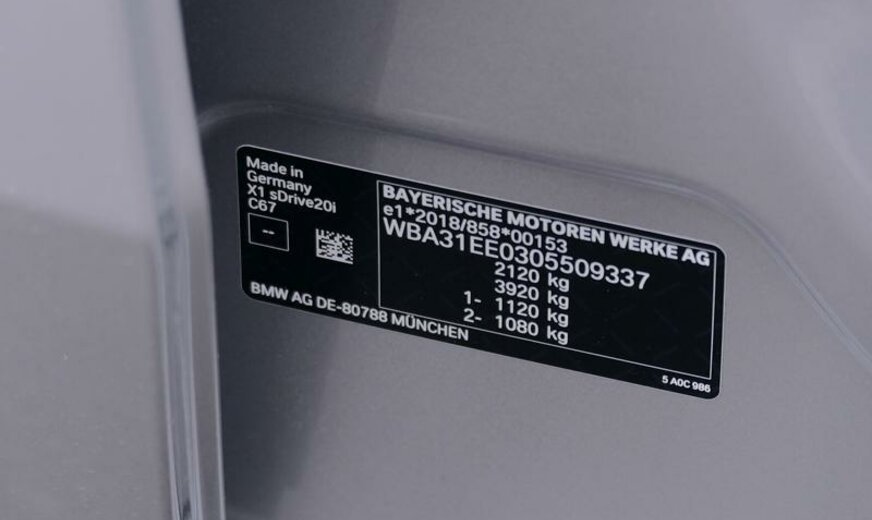 Made in
Germany
X1 sDrive20i
C67
--
BAYERISCHE MOTOREN WERKE AG
e1*2018/858*00153
WBA31EE0305509337
2120 kg
3920 kg
1- 1120 kg
2- 1080 kg
BMW AG DE-80788 MÜNCHEN
5 A0C 986